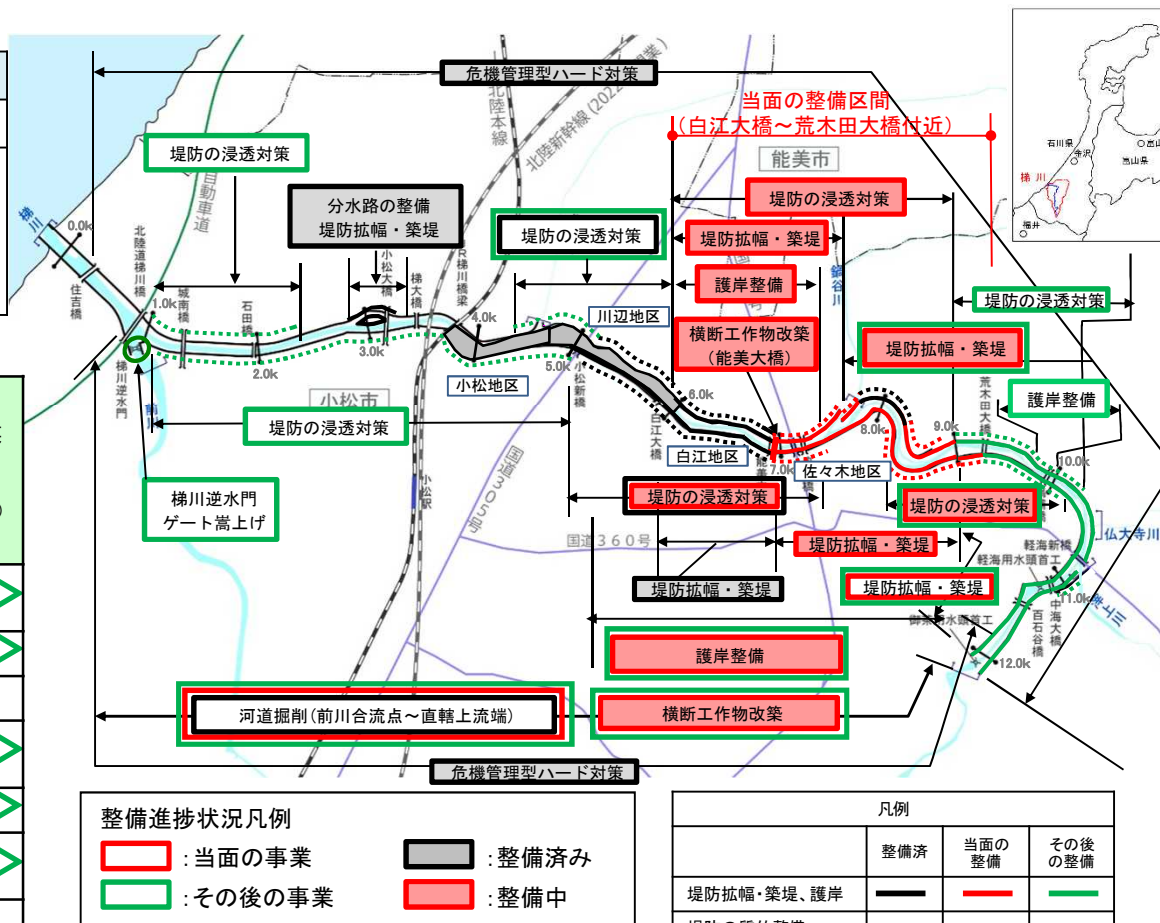 危機管理型ハード対策
当面の整備区間
(白江大橋～荒木田大橋付近)
石川県
金沢
富山県
梯川
福井
北陸本線
北陸新幹線
自動車道
能美市
堤防の浸透対策
分水路の整備
堤防拡幅・築堤
堤防の浸透対策
堤防の浸透対策
堤防拡幅・築堤
護岸整備
横断工作物改築
(能美大橋)
鍋谷川
堤防の浸透対策
堤防拡幅・築堤
護岸整備
梯川
0.0k
住吉橋
北陸道梯川橋
1.0k
城南橋
石田橋
2.0k
小松大橋
3.0k
梯大橋
R梯川橋梁
4.0k
川辺地区
5.0k
小松新橋
6.0k
白江大橋
小松地区
白江地区
7.0k
佐々木地区
8.0k
9.0k
荒木田大橋
10.0k
仏大寺川
軽海新橋
軽海用水頭首工
11.0k
中海大橋
百石谷橋
12.0k
梯川逆水門
前川
小松市
堤防の浸透対策
梯川逆水門
ゲート嵩上げ
小松駅
国道305号
国道360号
堤防の浸透対策
堤防拡幅・築堤
堤防拡幅・築堤
堤防の浸透対策
堤防拡幅・築堤
護岸整備
河道掘削(前川合流点～直轄上流端)
横断工作物改築
危機管理型ハード対策
整備進捗状況凡例
:当面の事業
:整備済み
:その後の事業
:整備中
凡例
整備済
当面の
整備
その後
の整備
堤防拡幅・築堤、護岸